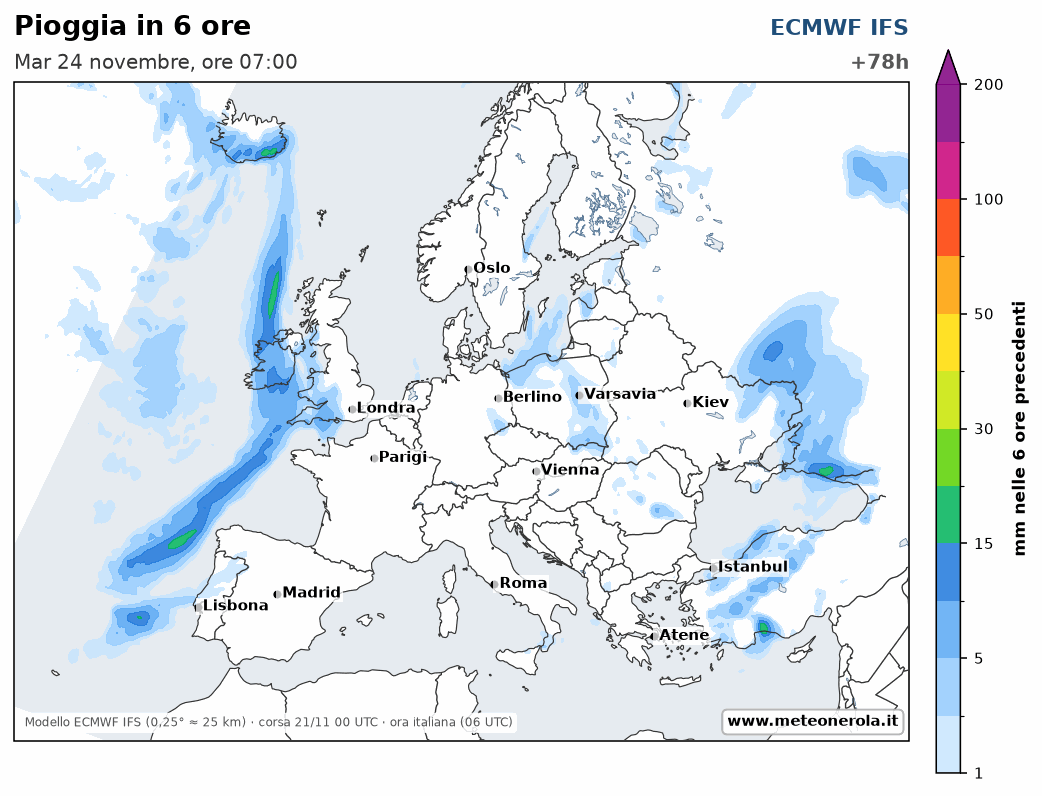 Pioggia in 6 ore
ECMWF IFS
Mar 24 novembre, ore 07:00
+78h
200
100
50
30
15
5
1
mm nelle 6 ore precedenti
Oslo
Berlino
Varsavia
Kiev
Londra
Parigi
Vienna
Istanbul
Madrid
Roma
Lisbona
Atene
Modello ECMWF IFS (0,25° ≈ 25 km) · corsa 21/11 00 UTC · ora italiana (06 UTC)
www.meteonerola.it